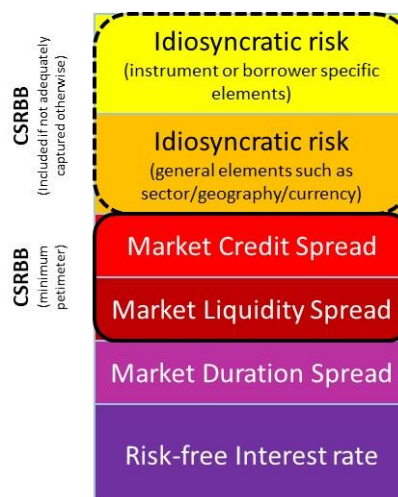 CSRBB
(Included if not adequately
captured otherwise)
Idiosyncratic risk
(instrument or borrower specific
elements)
Idiosyncratic risk
(general elements such as
sector/geography/currency)
CSRBB
(minimum
petimeter)
Market Credit Spread
Market Liquidity Spread
Market Duration Spread
Risk-free Interest rate